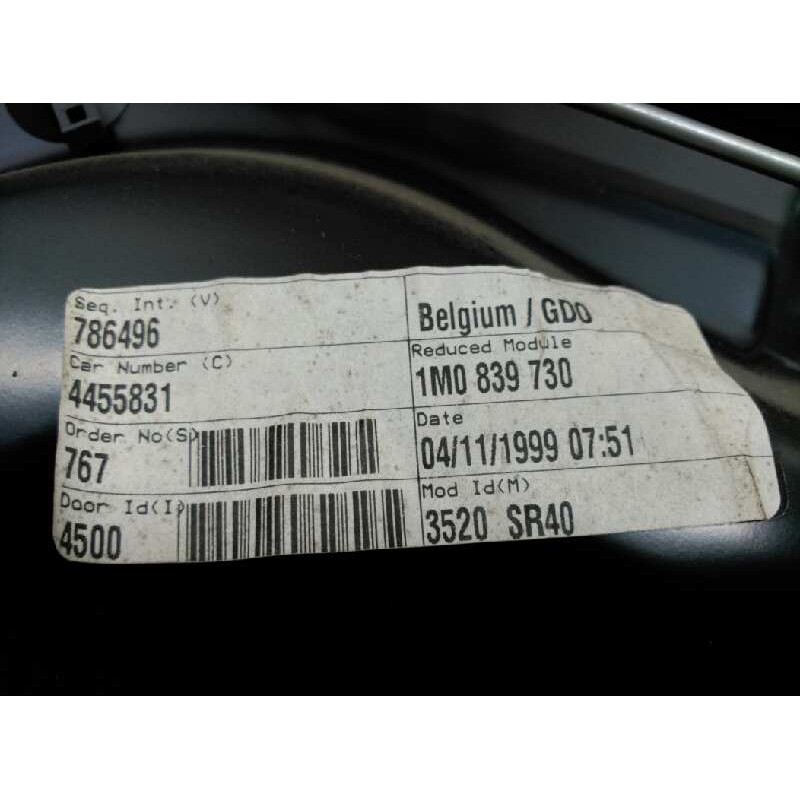 Seq. Int. (V)
786496
Car Number (C)
4455831
Order No(S)
767
Door Id(I)
4500
Belgium / GDO
Reduced Module
1M0 839 730
Date
04/11/1999 07:51
Mod Id(M)
3520 SR40